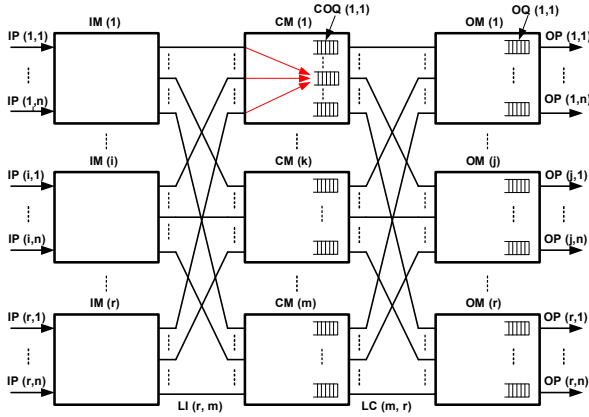 COQ (1,1)
OQ (1,1)
IM (1)
CM (1)
OM (1)
IP (1,1)
OP (1,1)
IP (1,n)
OP (1,n)
IM (i)
CM (k)
OM (j)
IP (i,1)
OP (j,1)
IP (i,n)
OP (j,n)
IM (r)
CM (m)
OM (r)
IP (r,1)
OP (r,1)
IP (r,n)
OP (r,n)
LI (r, m)
LC (m, r)